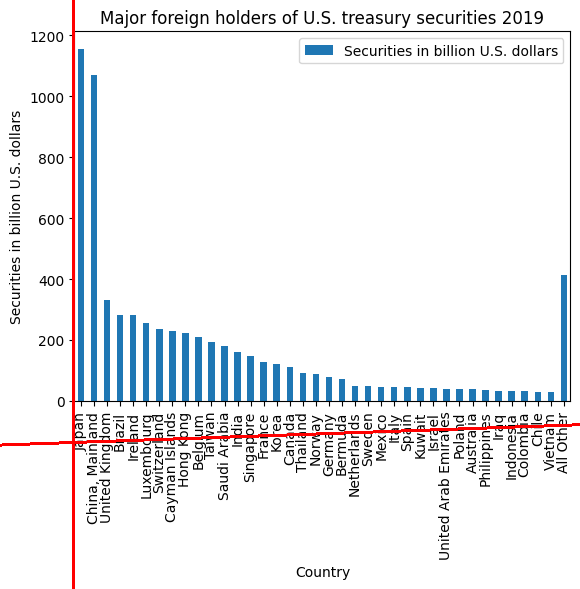 Major foreign holders of U.S. treasury securities 2019
Securities in billion U.S. dollars
Securities in billion U.S. dollars
1200
1000
800
600
400
200
0
Japan
China, Mainland
United Kingdom
Brazil
Ireland
Luxembourg
Switzerland
Cayman islands
Hong Kong
Belgium
Taiwan
Saudi Arabia
India
Singapore
France
Korea
Canada
Thailand
Norway
Germany
Bermuda
Netherlands
Sweden
Mexico
Italy
Spain
Kuwait
Israel
United Arab Emirates
Poland
Australia
Philippines
Iraq
Indonesia
Colombia
Chile
Vietnam
All Other
Country